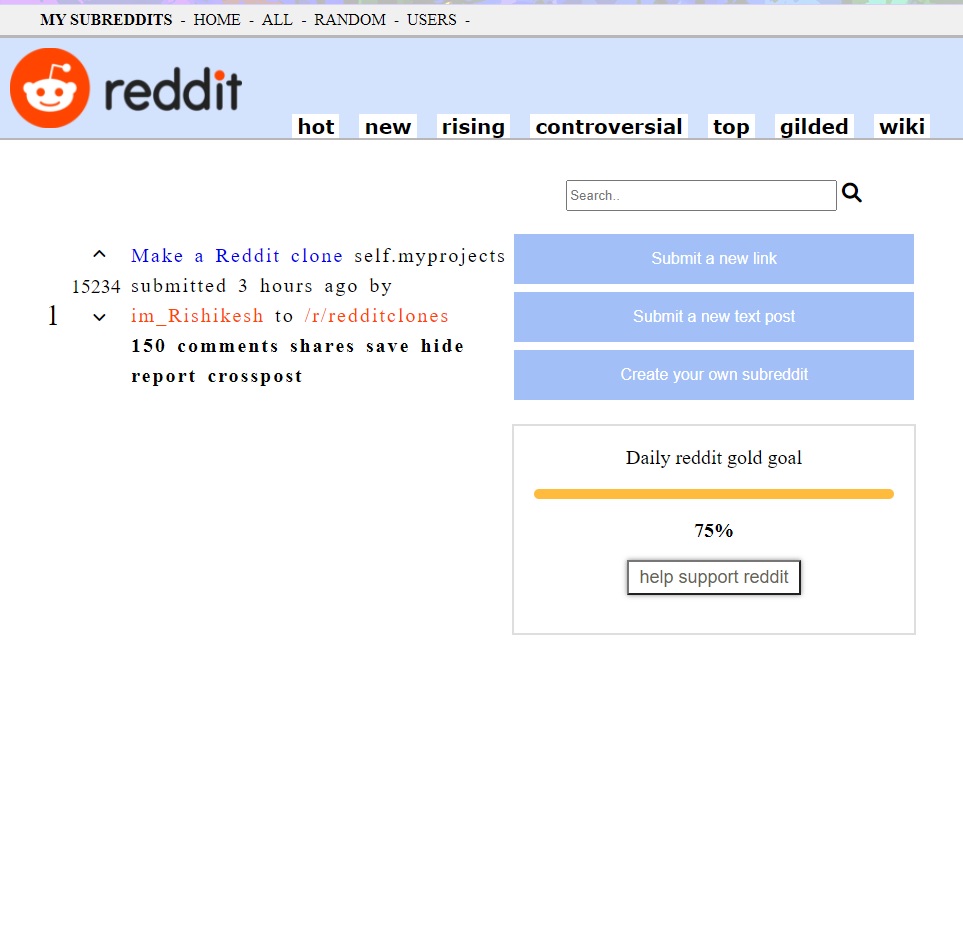 MY SUBREDDITS - HOME - ALL - RANDOM - USERS -
reddit
hot new rising controversial top gilded wiki
Search..
1
15234
Make a Reddit clone self.myprojects
submitted 3 hours ago by
im_Rishikesh to /r/redditclones
150 comments shares save hide
report crosspost
Submit a new link
Submit a new text post
Create your own subreddit
Daily reddit gold goal
75%
help support reddit